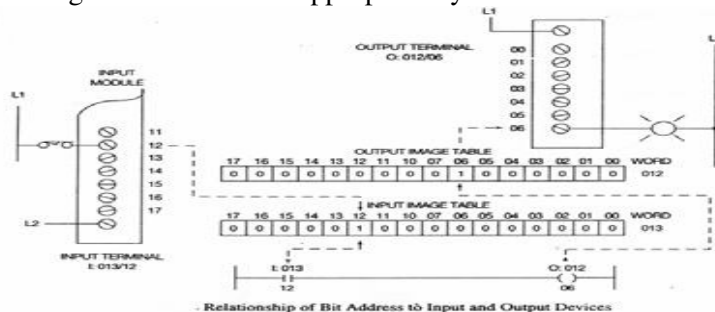 L1
OUTPUT TERMINAL
O: 012/06
00
01
02
03
04
05
06
INPUT
MODULE
L1
11
12
13
14
15
16
17
L2
INPUT TERMINAL
I: 013/12
OUTPUT IMAGE TABLE
17 16 15 14 13 12 11 10 07 06 05 04 03 02 01 00 WORD
0 0 0 0 0 0 0 0 0 1 0 0 0 0 0 0 012
INPUT IMAGE TABLE
17 16 15 14 13 12 11 10 07 06 05 04 03 02 01 00 WORD
0 0 0 0 0 1 0 0 0 0 0 0 0 0 0 0 013
I: 013
12
O: 012
06
Relationship of Bit Address to Input and Output Devices